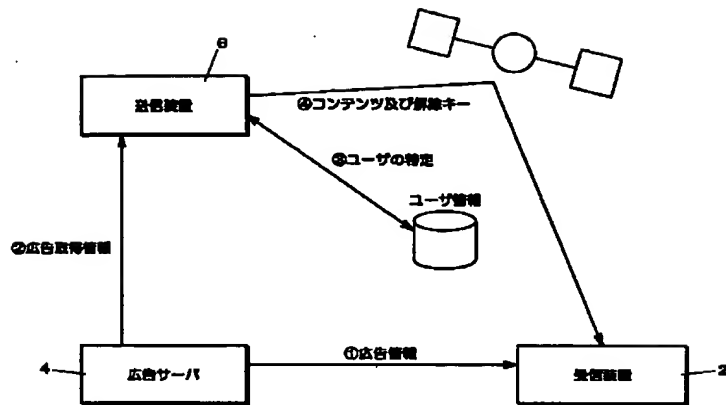 6
送信装置
④コンテンツ及び解除キー
③ユーザの特定
ユーザ情報
②広告取得情報
4
広告サーバ
①広告情報
受信装置
2